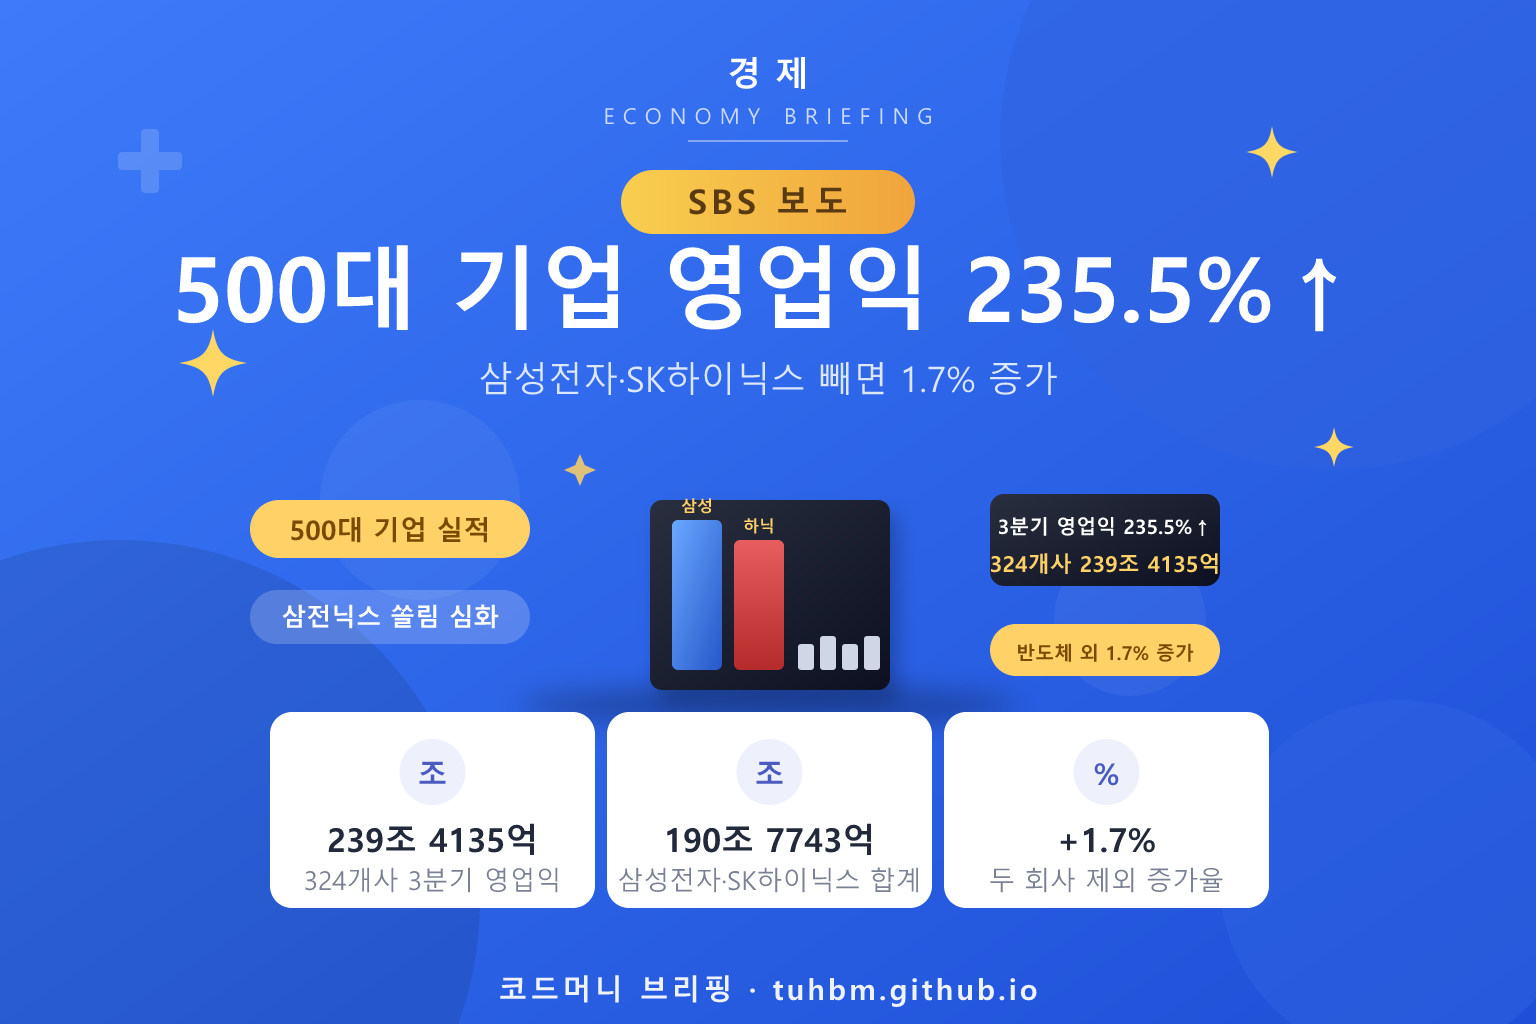 경제
ECONOMY BRIEFING
SBS 보도
500대 기업 영업익 235.5%↑
삼성전자·SK하이닉스 빼면 1.7% 증가
500대 기업 실적
삼전닉스 쏠림 심화
삼성
하닉
3분기 영업익 235.5%↑
324개사 239조 4135억
반도체 외 1.7% 증가
조
239조 4135억
324개사 3분기 영업익
조
190조 7743억
삼성전자·SK하이닉스 합계
%
+1.7%
두 회사 제외 증가율
코드머니 브리핑 · tuhbm.github.io